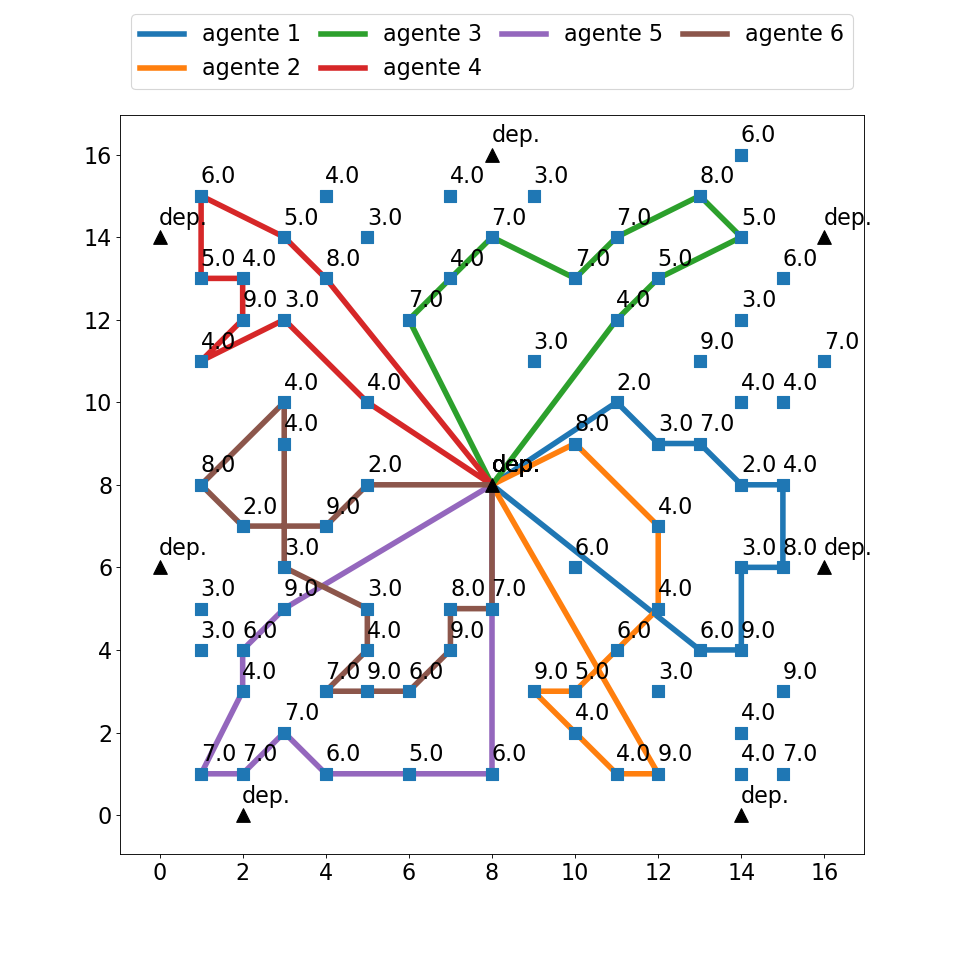 agente 1 agente 3 agente 5 agente 6
agente 2 agente 4
dep. 6.0
16
6.0 4.0 4.0 3.0 8.0
dep. 5.0 3.0 7.0 7.0 5.0 dep.
14
5.0 4.0 8.0 4.0 7.0 5.0 6.0
9.0 3.0 7.0 4.0 3.0
12
4.0 3.0 9.0 7.0
4.0 4.0 2.0 4.0 4.0
10
4.0 8.0 3.0 7.0
8.0 2.0 dep. 2.0 4.0
8
2.0 9.0 4.0
dep. 3.0 6.0 3.0 8.0 dep.
6
3.0 9.0 3.0 8.0 7.0 4.0
3.0 6.0 4.0 9.0 6.0 6.0 9.0
4
4.0 7.0 9.0 6.0 9.0 5.0 3.0 9.0
7.0 4.0 4.0
2
7.0 7.0 6.0 5.0 6.0 4.0 9.0 4.0 7.0
dep. dep.
0
0 2 4 6 8 10 12 14 16